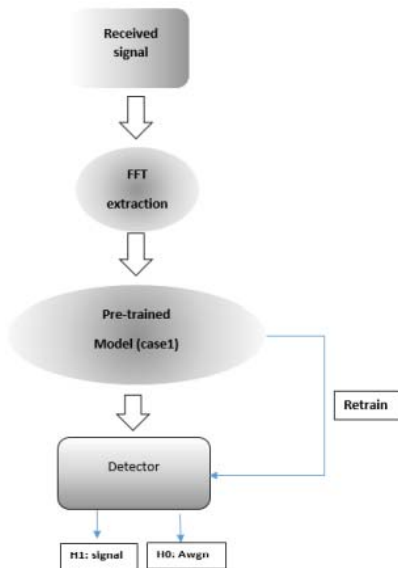 Received
signal
FFT
extraction
Pre-trained
Model (case1)
Retrain
Detector
H1: signal
H0: Awgn